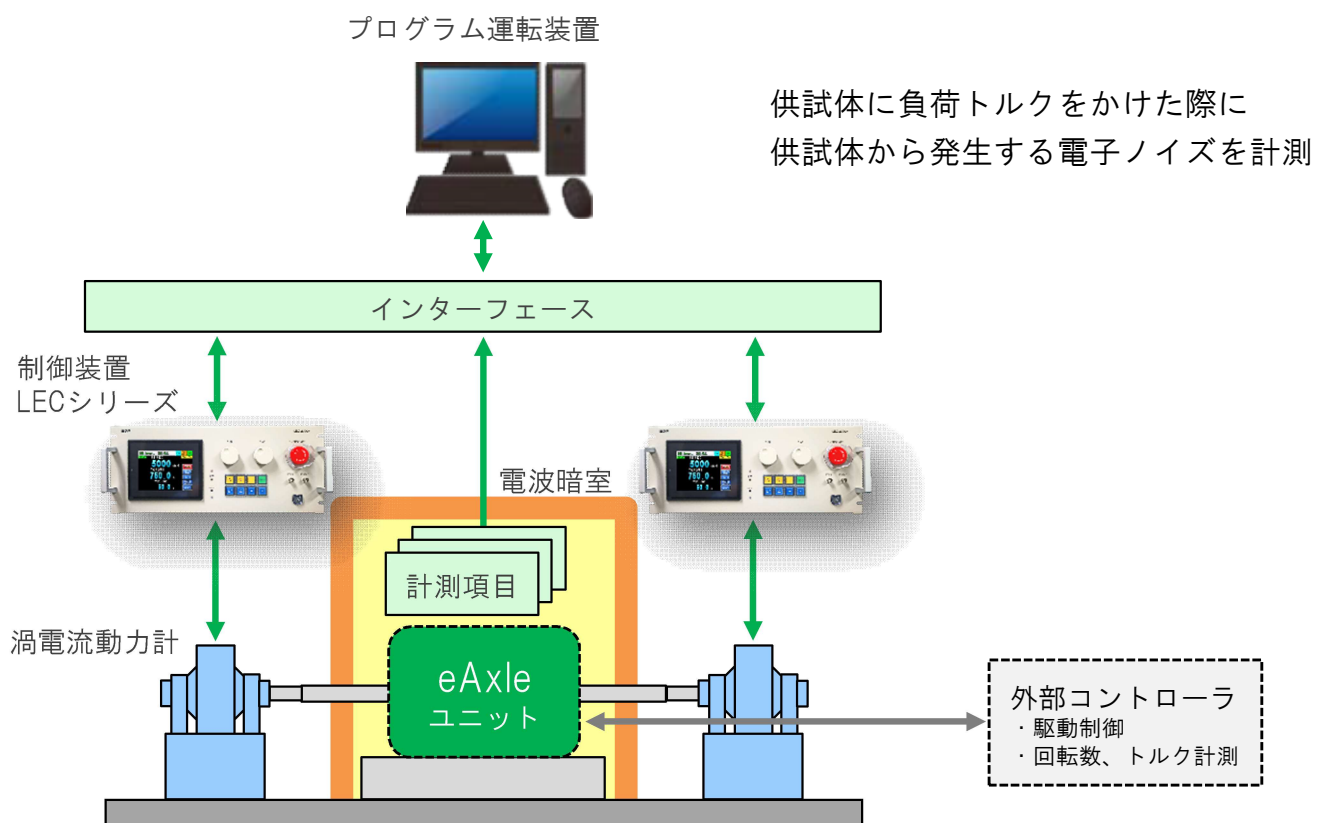 プログラム運転装置
供試体に負荷トルクをかけた際に
供試体から発生する電子ノイズを計測
インターフェース
制御装置
LECシリーズ
電波暗室
計測項目
渦電流動力計
eAxle
ユニット
外部コントローラ
・駆動制御
・回転数、トルク計測